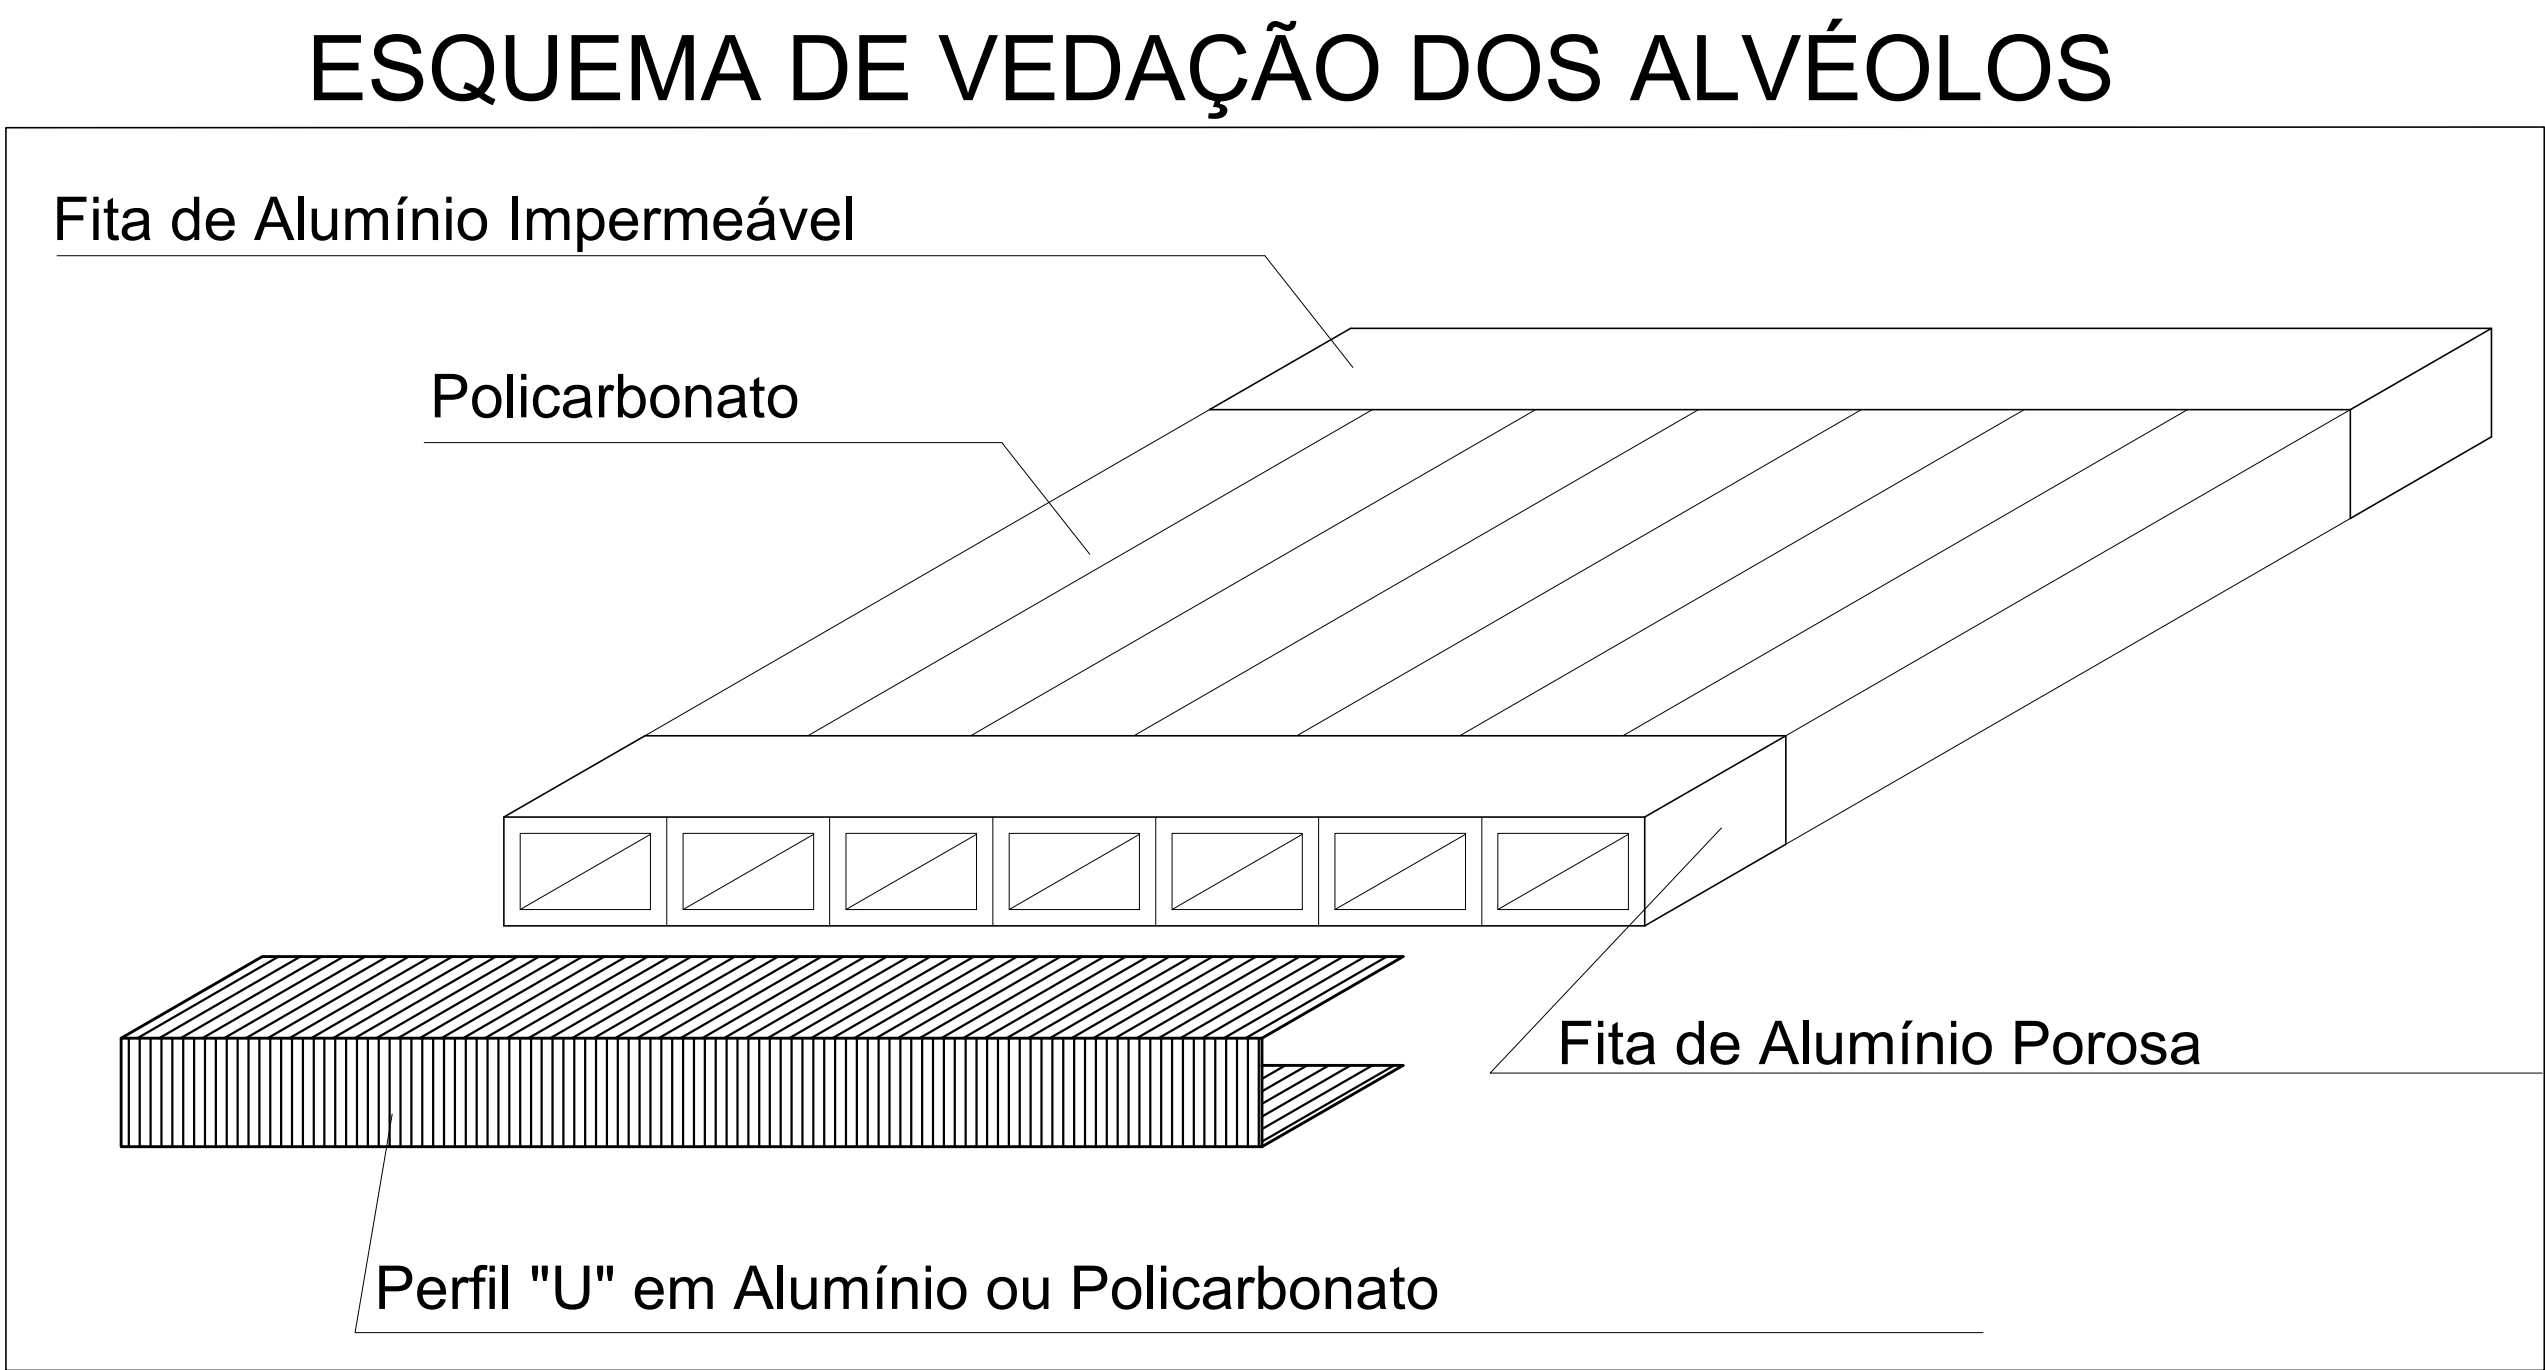 ESQUEMA DE VEDAÇÃO DOS ALVÉOLOS
Fita de Alumínio Impermeável
Policarbonato
Fita de Alumínio Porosa
Perfil "U" em Alumínio ou Policarbonato